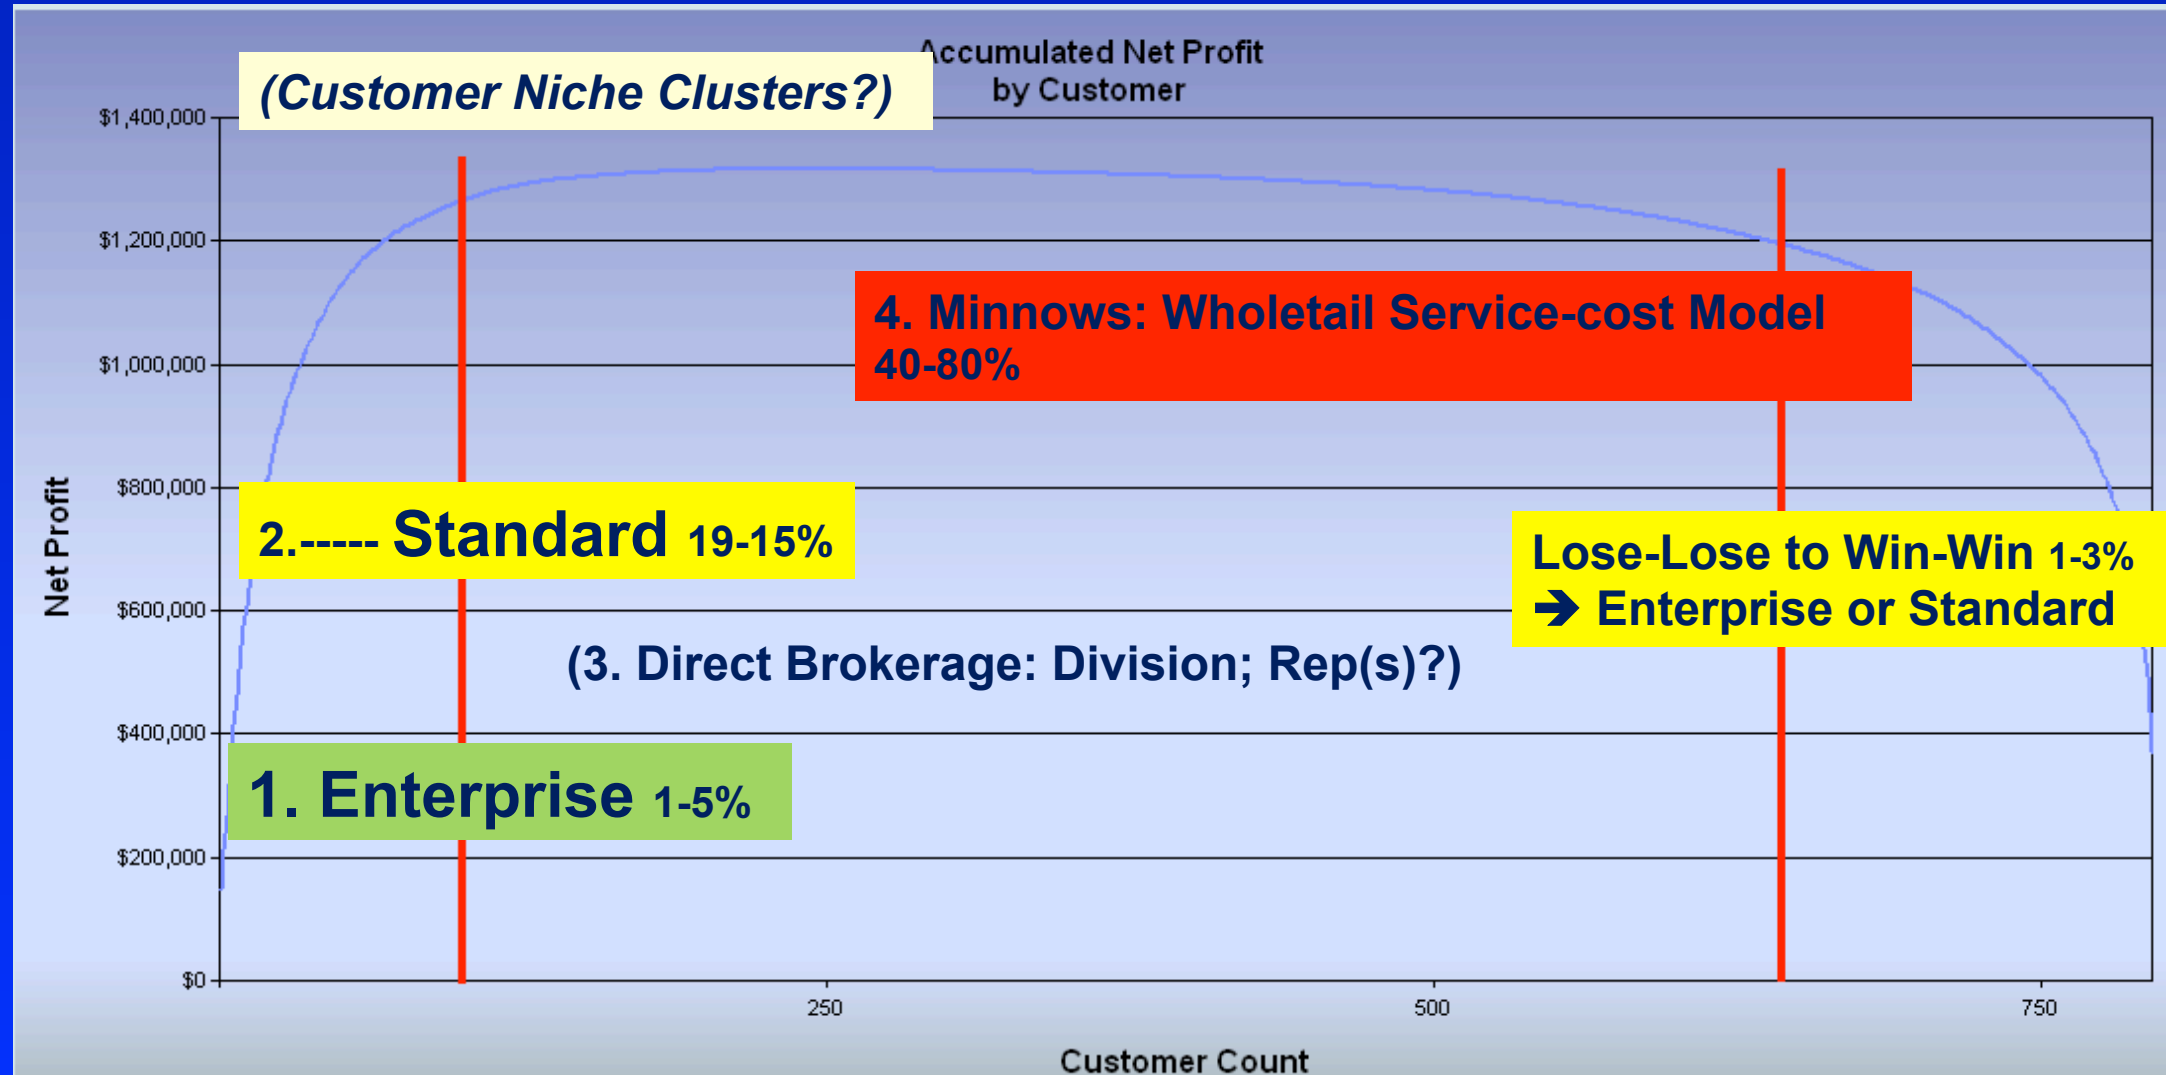 Accumulated Net Profit
by Customer
(Customer Niche Clusters?)
$1,400,000
$1,200,000
$1,000,000
$800,000
$600,000
$400,000
$200,000
$0
Net Profit
4. Minnows: Wholetail Service-cost Model
40-80%
2.----- Standard 19-15%
Lose-Lose to Win-Win 1-3%
➔ Enterprise or Standard
(3. Direct Brokerage: Division; Rep(s)?)
1. Enterprise 1-5%
250
500
750
Customer Count